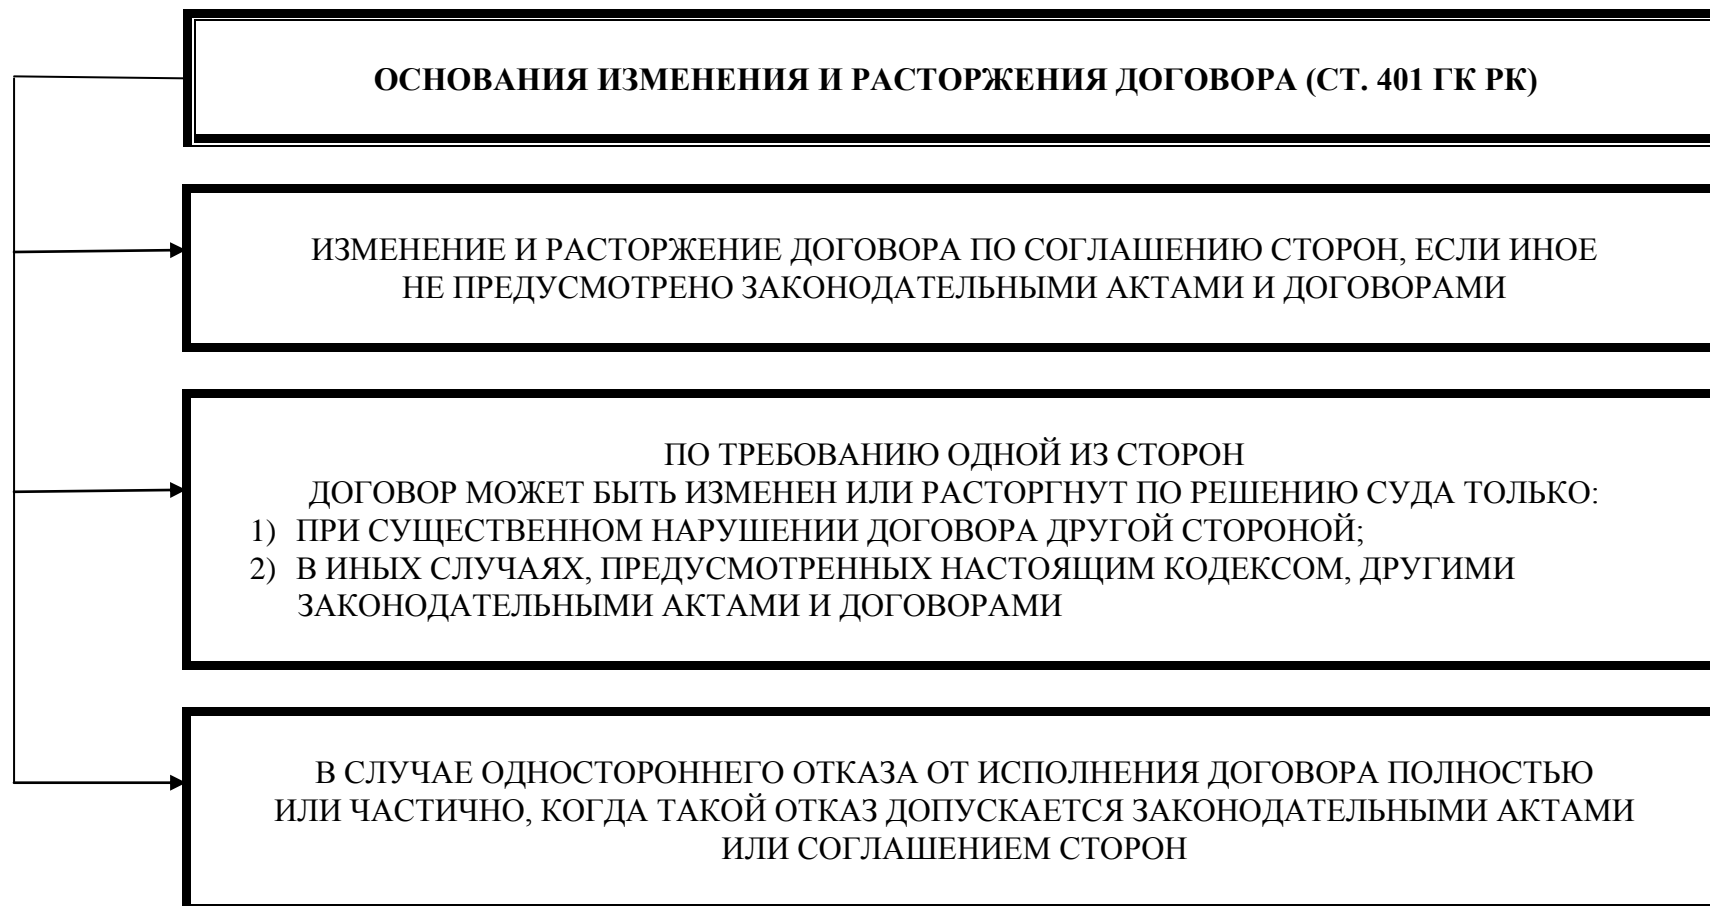 ОСНОВАНИЯ ИЗМЕНЕНИЯ И РАСТОРЖЕНИЯ ДОГОВОРА (СТ. 401 ГК РК)
ИЗМЕНЕНИЕ И РАСТОРЖЕНИЕ ДОГОВОРА ПО СОГЛАШЕНИЮ СТОРОН, ЕСЛИ ИНОЕ
НЕ ПРЕДУСМОТРЕНО ЗАКОНОДАТЕЛЬНЫМИ АКТАМИ И ДОГОВОРАМИ
ПО ТРЕБОВАНИЮ ОДНОЙ ИЗ СТОРОН
ДОГОВОР МОЖЕТ БЫТЬ ИЗМЕНЕН ИЛИ РАСТОРГНУТ ПО РЕШЕНИЮ СУДА ТОЛЬКО:
1) ПРИ СУЩЕСТВЕННОМ НАРУШЕНИИ ДОГОВОРА ДРУГОЙ СТОРОНОЙ;
2) В ИНЫХ СЛУЧАЯХ, ПРЕДУСМОТРЕННЫХ НАСТОЯЩИМ КОДЕКСОМ, ДРУГИМИ
ЗАКОНОДАТЕЛЬНЫМИ АКТАМИ И ДОГОВОРАМИ
В СЛУЧАЕ ОДНОСТОРОННЕГО ОТКАЗА ОТ ИСПОЛНЕНИЯ ДОГОВОРА ПОЛНОСТЬЮ
ИЛИ ЧАСТИЧНО, КОГДА ТАКОЙ ОТКАЗ ДОПУСКАЕТСЯ ЗАКОНОДАТЕЛЬНЫМИ АКТАМИ
ИЛИ СОГЛАШЕНИЕМ СТОРОН